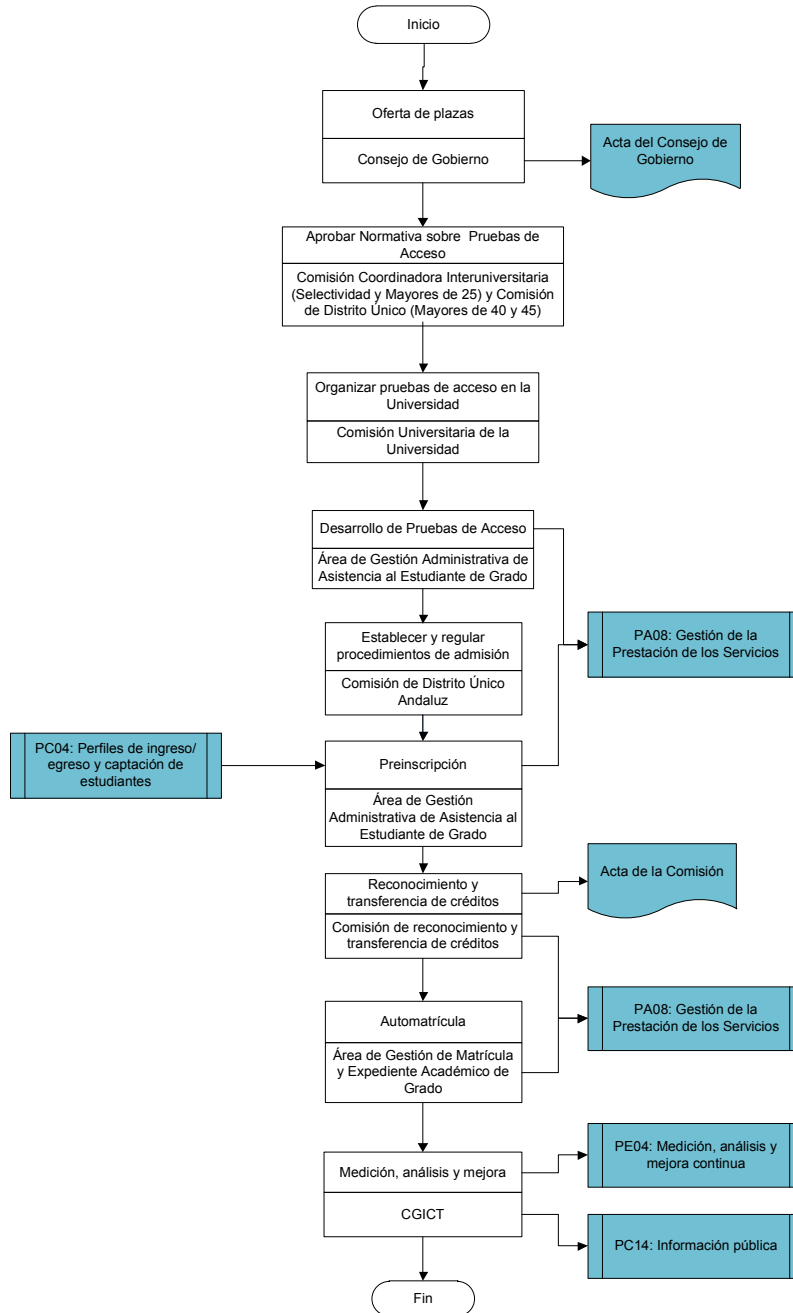 Inicio
Oferta de plazas
Consejo de Gobierno
Acta del Consejo de
Gobierno
Aprobar Normativa sobre Pruebas de
Acceso
Comisión Coordinadora Interuniversitaria
(Selectividad y Mayores de 25) y Comisión
de Distrito Único (Mayores de 40 y 45)
Organizar pruebas de acceso en la
Universidad
Comisión Universitaria de la
Universidad
Desarrollo de Pruebas de Acceso
Área de Gestión Administrativa de
Asistencia al Estudiante de Grado
Establecer y regular
procedimientos de admisión
Comisión de Distrito Único
Andaluz
PA08: Gestión de la
Prestación de los Servicios
PC04: Perfiles de ingreso/
egreso y captación de
estudiantes
Preinscripción
Área de Gestión
Administrativa de Asistencia al
Estudiante de Grado
Reconocimiento y
transferencia de créditos
Comisión de reconocimiento y
transferencia de créditos
Acta de la Comisión
Automatrícula
Área de Gestión de Matrícula
y Expediente Académico de
Grado
PA08: Gestión de la
Prestación de los Servicios
Medición, análisis y mejora
CGICT
PE04: Medición, análisis y
mejora continua
PC14: Información pública
Fin